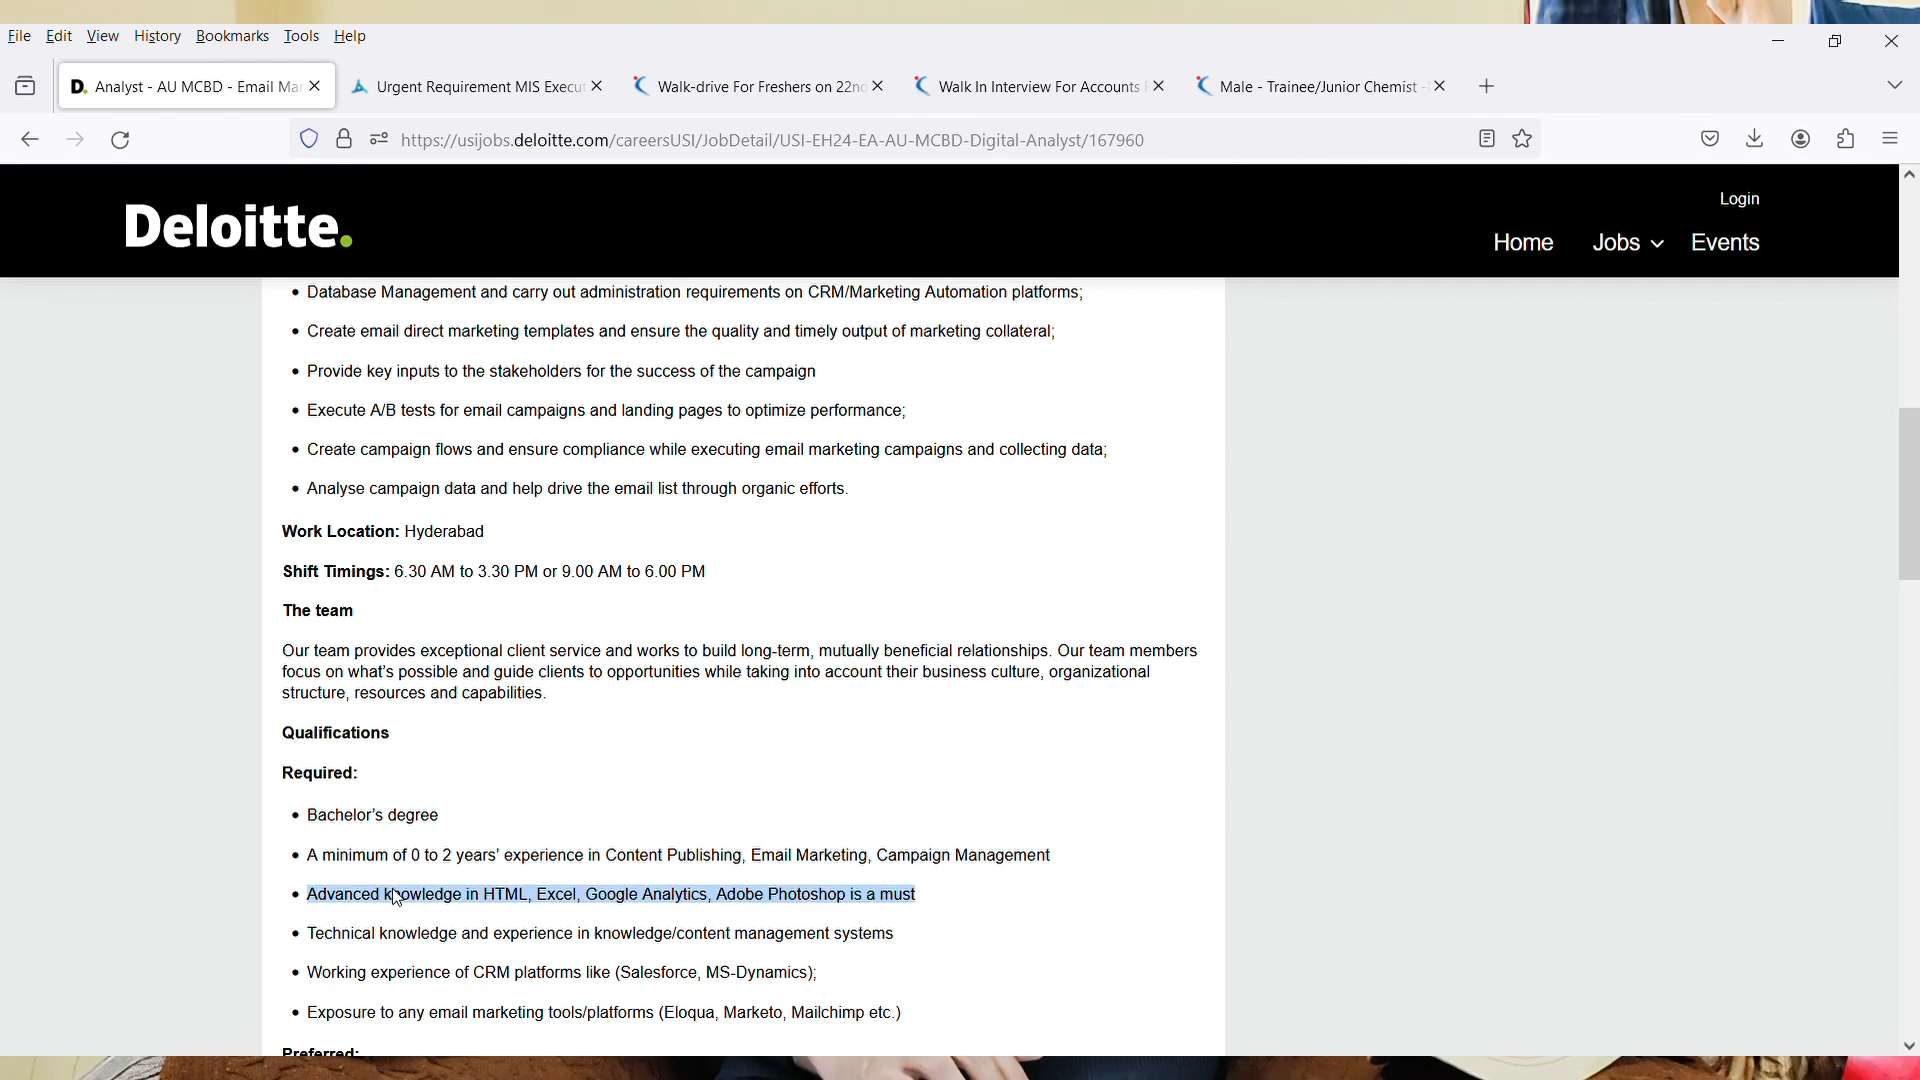 File Edit View History Bookmarks Tools Help
D. Analyst - AU MCBD - Email Mar
Urgent Requirement MIS Execut
Walk-drive For Freshers on 22nd
Walk In Interview For Accounts
Male - Trainee/Junior Chemist -
https://usijobs.deloitte.com/careersUSI/JobDetail/USI-EH24-EA-AU-MCBD-Digital-Analyst/167960
Login
Deloitte.
Home Jobs Events
• Database Management and carry out administration requirements on CRM/Marketing Automation platforms;
• Create email direct marketing templates and ensure the quality and timely output of marketing collateral;
• Provide key inputs to the stakeholders for the success of the campaign
• Execute A/B tests for email campaigns and landing pages to optimize performance;
• Create campaign flows and ensure compliance while executing email marketing campaigns and collecting data;
• Analyse campaign data and help drive the email list through organic efforts.
Work Location: Hyderabad
Shift Timings: 6.30 AM to 3.30 PM or 9.00 AM to 6.00 PM
The team
Our team provides exceptional client service and works to build long-term, mutually beneficial relationships. Our team members
focus on what's possible and guide clients to opportunities while taking into account their business culture, organizational
structure, resources and capabilities.
Qualifications
Required:
• Bachelor's degree
• A minimum of 0 to 2 years' experience in Content Publishing, Email Marketing, Campaign Management
• Advanced knowledge in HTML, Excel, Google Analytics, Adobe Photoshop is a must
• Technical knowledge and experience in knowledge/content management systems
• Working experience of CRM platforms like (Salesforce, MS-Dynamics);
• Exposure to any email marketing tools/platforms (Eloqua, Marketo, Mailchimp etc.)
Preferred: